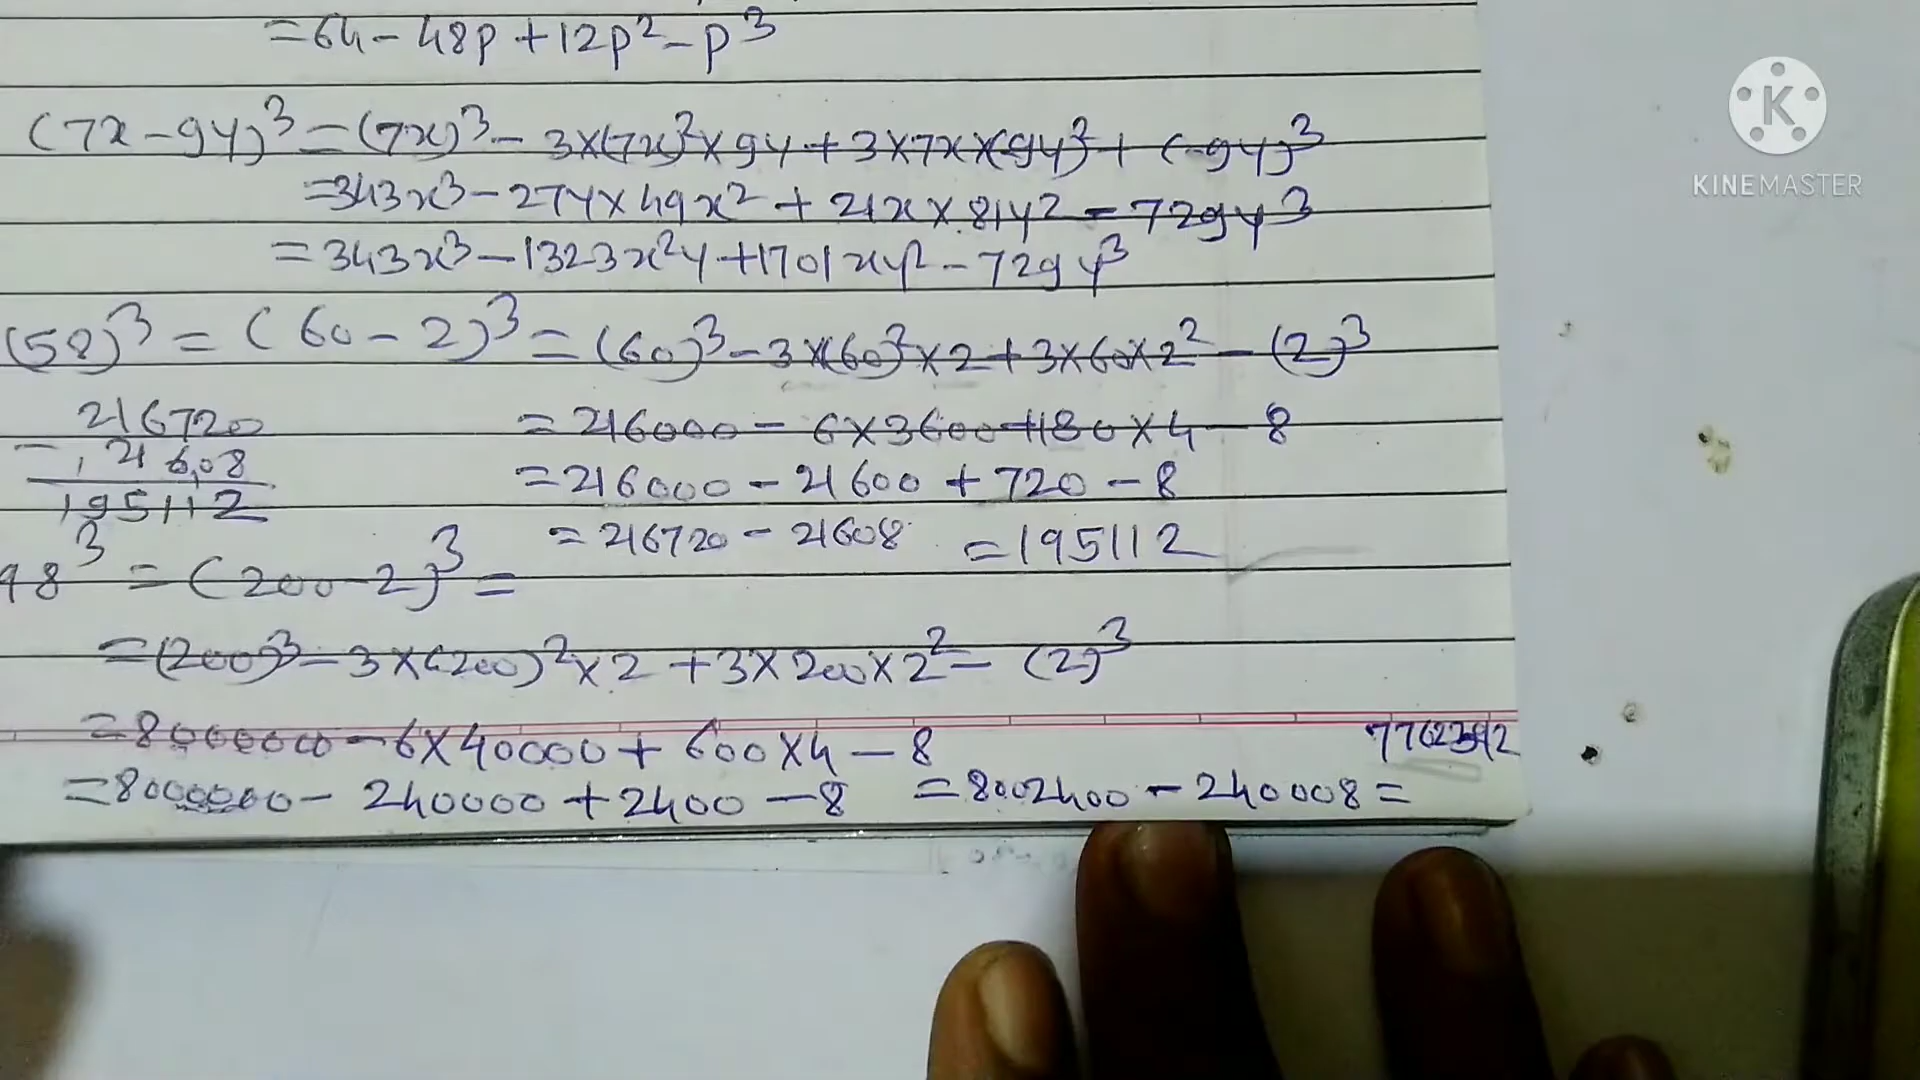 =64-48p+12p²-p³
(7x-9y)³=(7x)³-3×(7x)²×9y+3×7x×(9y)²+(-9y)³
=343x³-27y×49x²+21x×81y²-729y³
=343x³-1323x²y+1701xy²-729y³
(58)³=(60-2)³=(60)³-3×(60)²×2+3×60×2²-(2)³
216720
-21608
195112
=216000-6×3600+180×4-8
=216000-21600+720-8
=216720-21608 =195112
98³=(200-2)³=
=(200)³-3×(200)²×2+3×200×2²-(2)³
=8000000-6×40000+600×4-8
7762392
=8000000-240000+2400-8 =8002400-240008=
K
KINEMASTER